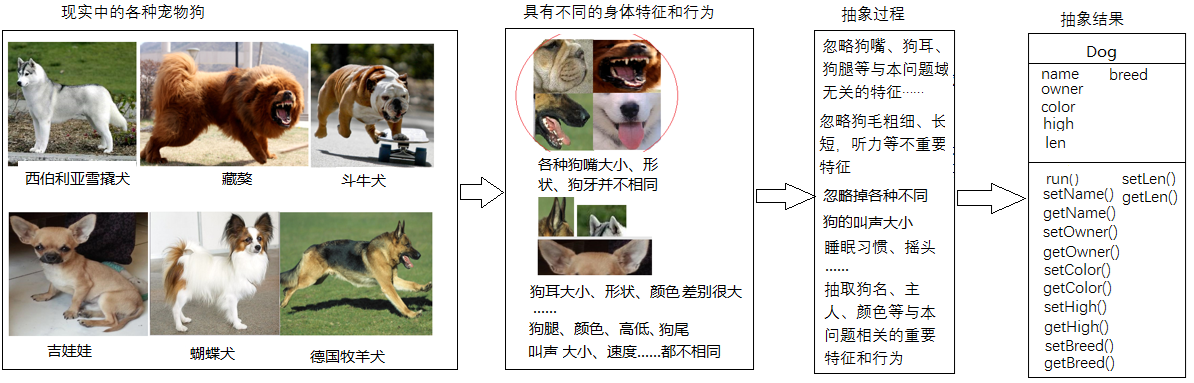 现实中的各种宠物狗
西伯利亚雪撬犬
藏獒
斗牛犬
吉娃娃
蝴蝶犬
德国牧羊犬
具有不同的身体特征和行为
各种狗嘴大小、形
状、狗牙并不相同
狗耳大小、形状、颜色差别很大
......
狗腿、颜色、高低、狗尾
叫声 大小、速度......都不相同
抽象过程
忽略狗嘴、狗耳、
狗腿等与本问题域
无关的特征......
忽略狗毛粗细、长
短，听力等不重要
特征
忽略掉各种不同
狗的叫声大小
睡眠习惯、摇头
......
抽取狗名、主
人、颜色等与本
问题相关的重要
特征和行为
抽象结果
Dog
name breed
owner
color
high
len
run() setLen()
setName() getLen()
getName()
setOwner()
getOwner()
setColor()
getColor()
setHigh()
getHigh()
setBreed()
getBreed()